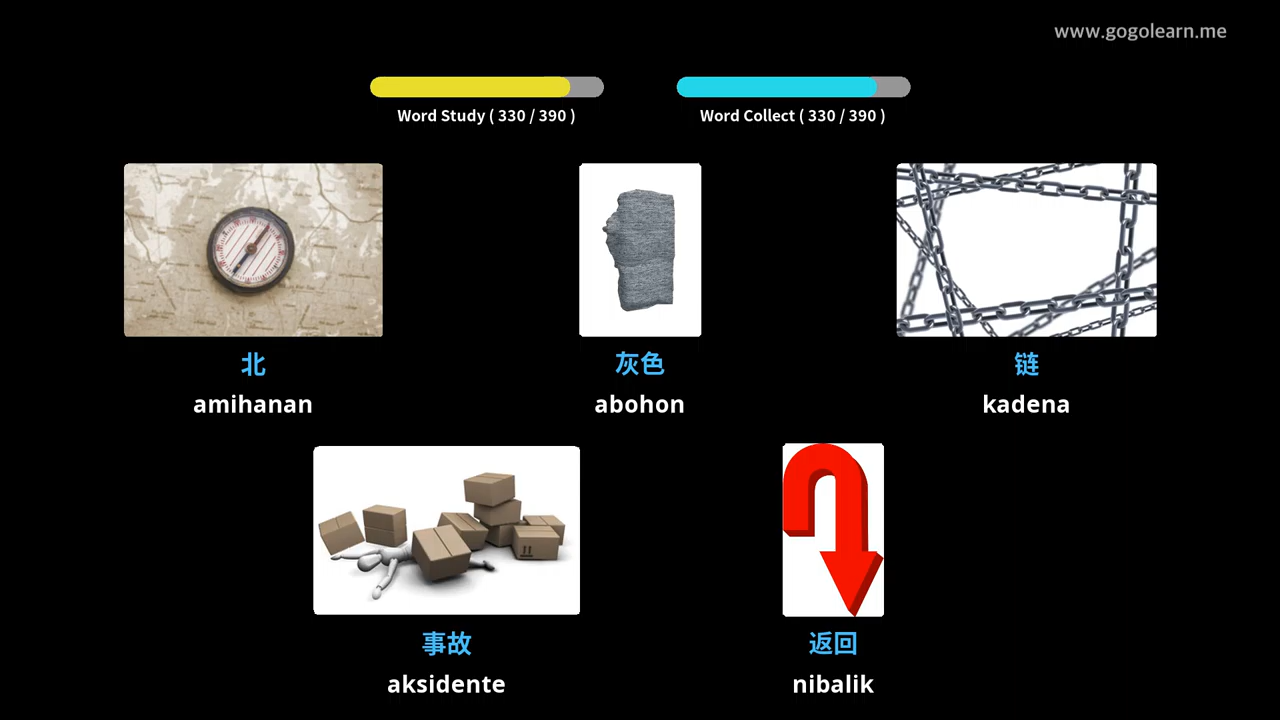 www.gogolearn.me
Word Study ( 330 / 390 )
Word Collect ( 330 / 390 )
北
amihanan
灰色
abohon
链
kadena
事故
aksidente
返回
nibalik